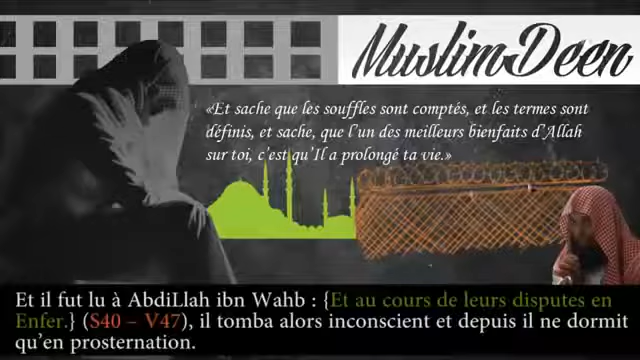 MuslimDeen
«Et sache que les souffles sont comptés, et les termes sont
définis, et sache, que l'un des meilleurs bienfaits d'Allah
sur toi, c'est qu'Il a prolongé ta vie.»
Et il fut lu à AbdiLlah ibn Wahb : {Et au cours de leurs disputes en
Enfer.} (S40 – V47), il tomba alors inconscient et depuis il ne dormit
qu'en prosternation.